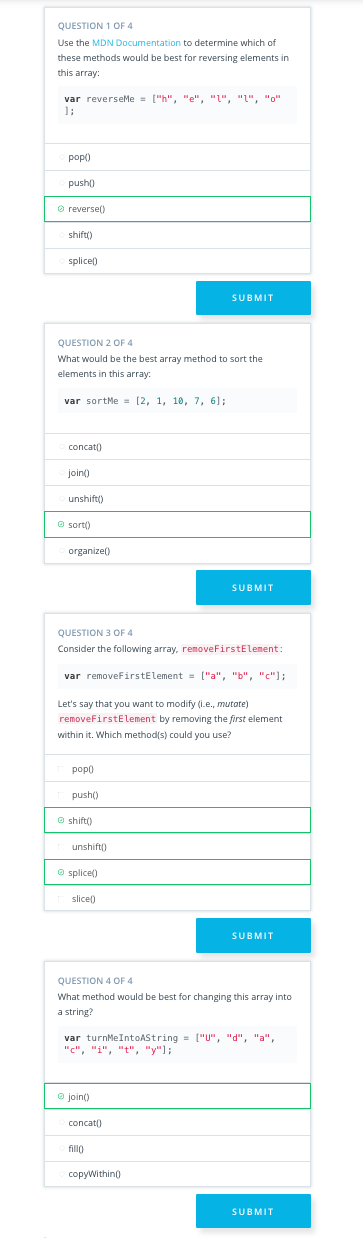 QUESTION 1 OF 4
Use the MDN Documentation to determine which of
these methods would be best for reversing elements in
this array:
var reverseMe = ["h", "e", "l", "l", "o"
];
pop()
push()
reverse()
shift()
splice()
SUBMIT
QUESTION 2 OF 4
What would be the best array method to sort the
elements in this array:
var sortMe = [2, 1, 10, 7, 6];
concat()
join()
unshift()
sort()
organize()
SUBMIT
QUESTION 3 OF 4
Consider the following array, removeFirstElement:
var removeFirstElement = ["a", "b", "c"];
Let's say that you want to modify (i.e., mutate)
removeFirstElement by removing the first element
within it. Which method(s) could you use?
pop()
push()
shift()
unshift()
splice()
slice()
SUBMIT
QUESTION 4 OF 4
What method would be best for changing this array into
a string?
var turnMeIntoAString = ["U", "d", "a",
"c", "i", "t", "y"];
join()
concat()
fill()
copyWithin()
SUBMIT